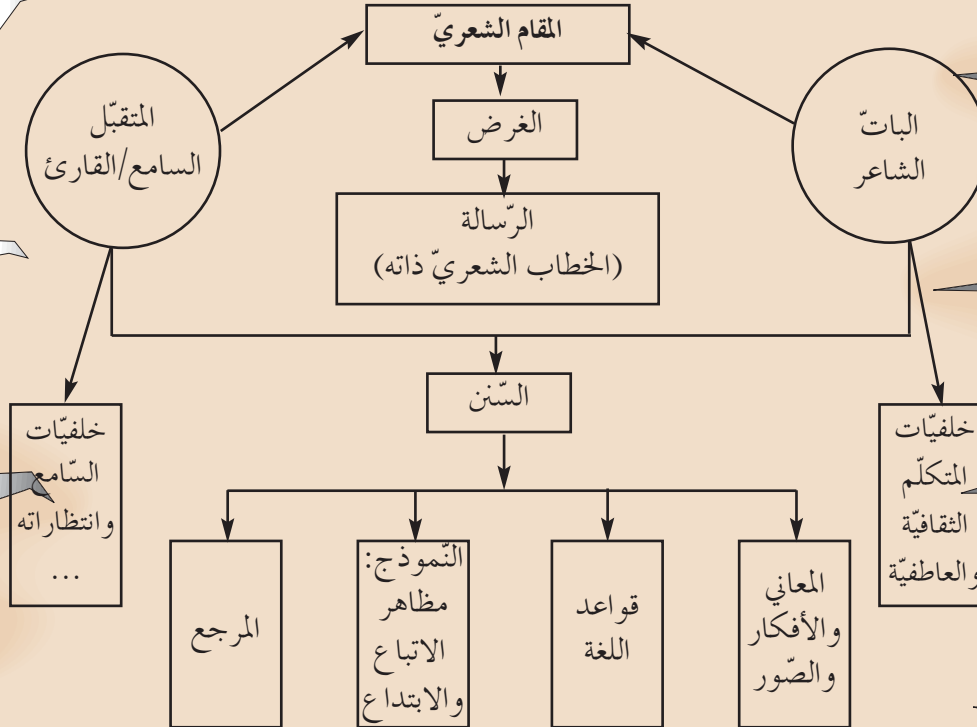 المقام الشعريّ
الغرض
الرّسالة
(الخطاب الشعريّ ذاته)
الباتّ
الشاعر
المتقبّل
السامع/القارئ
السّنن
خلفيّات
المتكلّم
الثقافيّة
والعاطفيّة
خلفيّات
السّامع
وانتظاراته
...
المعاني
والأفكار
والصّور
قواعد
اللغة
النّموذج:
مظاهر
الاتباع
والابتداع
المرجع